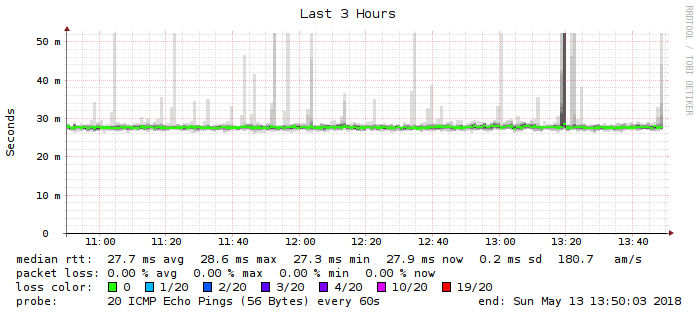 Last 3 Hours
RRDTOOL / TOBI OETIKER
Seconds
50 m
40 m
30 m
20 m
10 m
0
11:00 11:20 11:40 12:00 12:20 12:40 13:00 13:20 13:40
median rtt: 27.7 ms avg 28.6 ms max 27.3 ms min 27.9 ms now 0.2 ms sd 180.7 am/s
packet loss: 0.00 % avg 0.00 % max 0.00 % min 0.00 % now
loss color: 0 1/20 2/20 3/20 4/20 10/20 19/20
probe: 20 ICMP Echo Pings (56 Bytes) every 60s end: Sun May 13 13:50:03 2018